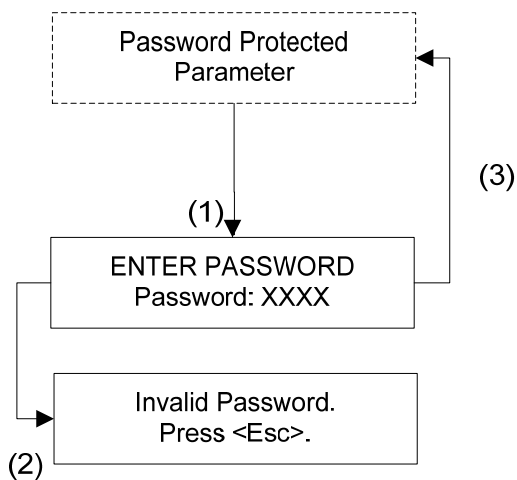 Password Protected
Parameter
(3)
(1)
ENTER PASSWORD
Password: XXXX
Invalid Password.
Press <Esc>.
(2)